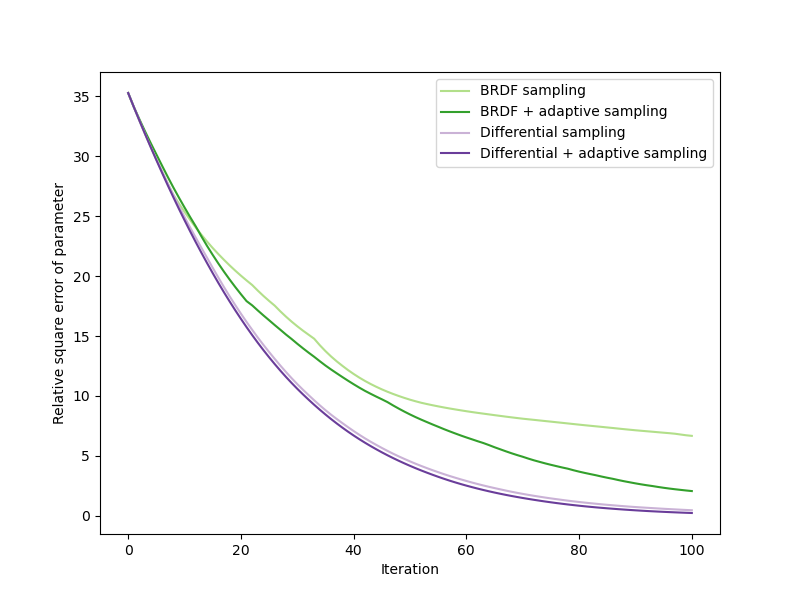 BRDF sampling
BRDF + adaptive sampling
Differential sampling
Differential + adaptive sampling
Relative square error of parameter
35
30
25
20
15
10
5
0
0 20 40 60 80 100
Iteration